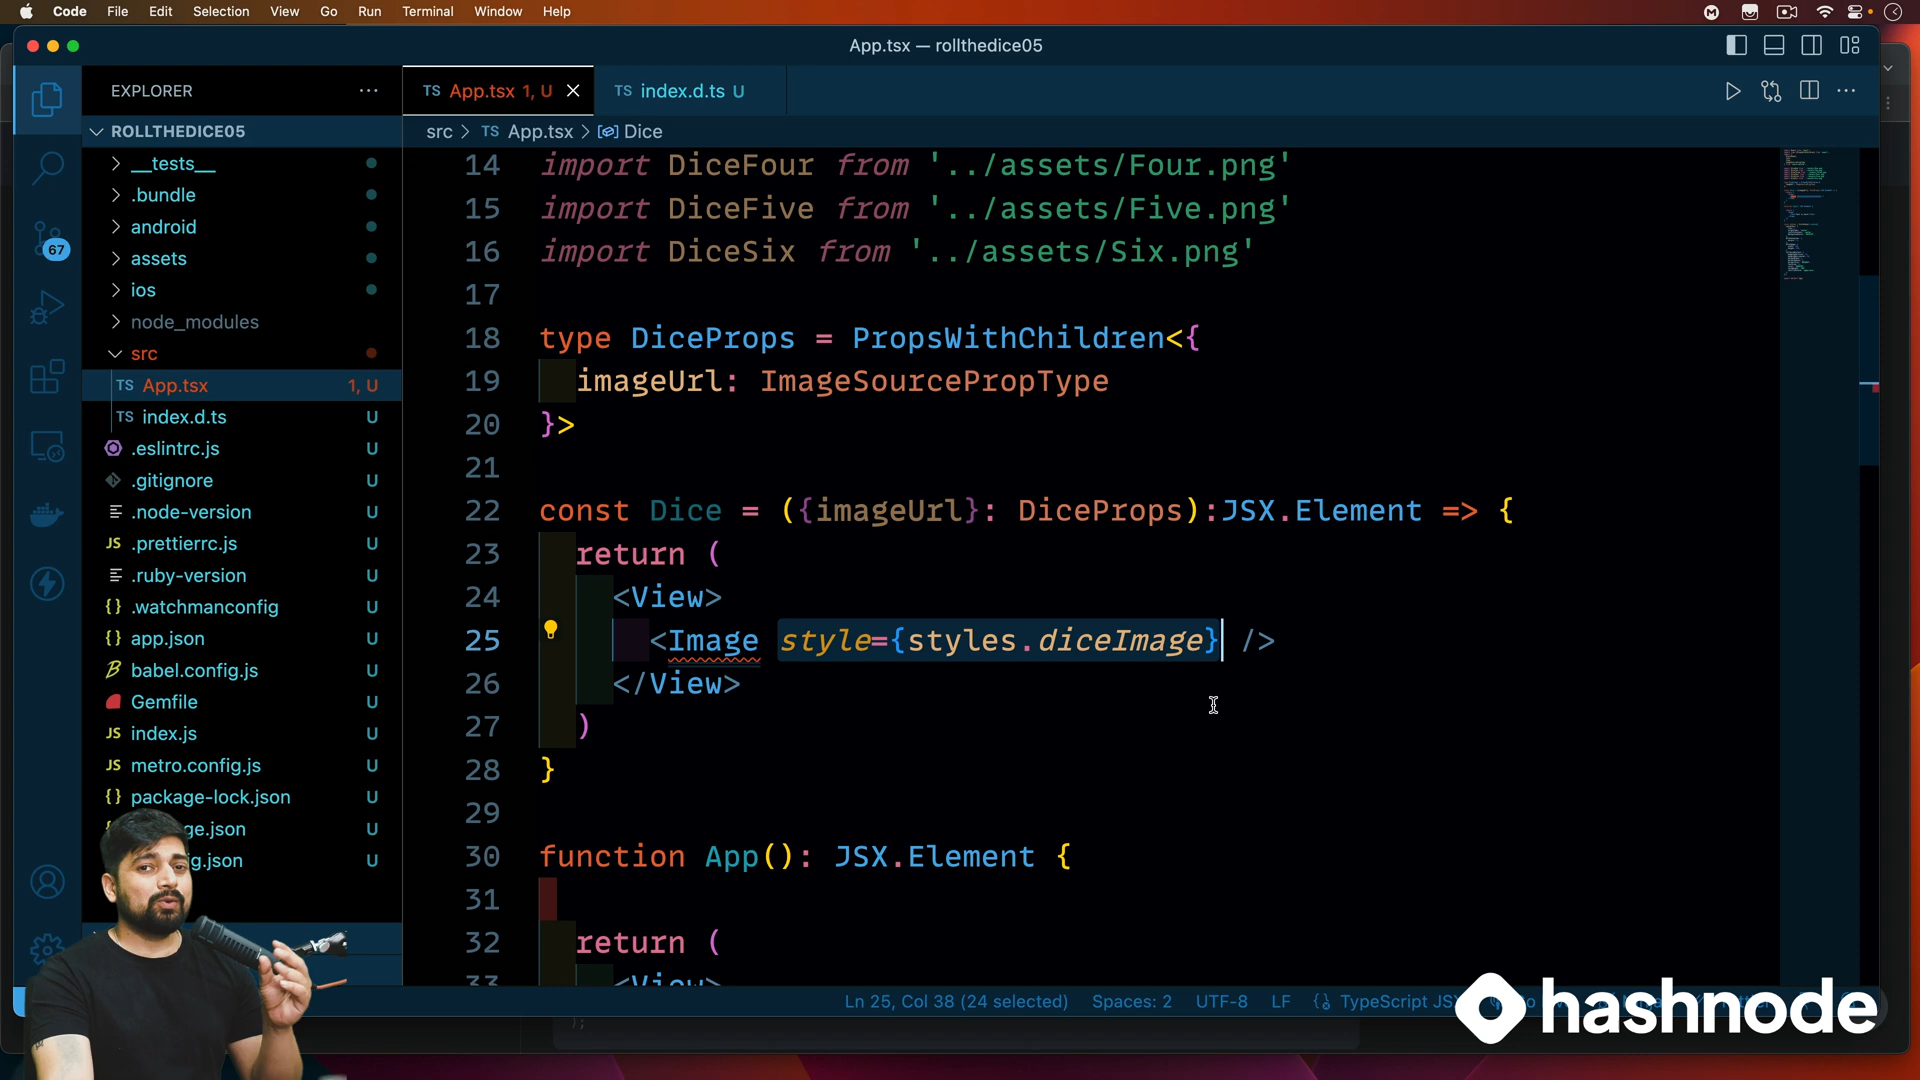 Code File Edit Selection View Go Run Terminal Window Help
App.tsx — rollthedice05
EXPLORER
ROLLTHEDICE05
__tests__
.bundle
android
assets
ios
node_modules
src
TS App.tsx 1, U
TS index.d.ts U
.eslintrc.js U
.gitignore U
.node-version U
JS .prettierrc.js U
.ruby-version U
{} .watchmanconfig U
{} app.json U
babel.config.js U
Gemfile U
JS index.js U
JS metro.config.js U
{} package-lock.json U
ge.json U
g.json U
67
TS App.tsx 1, U
TS index.d.ts U
src > TS App.tsx > Dice
14 import DiceFour from '../assets/Four.png'
15 import DiceFive from '../assets/Five.png'
16 import DiceSix from '../assets/Six.png'
17
18 type DiceProps = PropsWithChildren<{
19 imageUrl: ImageSourcePropType
20 }>
21
22 const Dice = ({imageUrl}: DiceProps):JSX.Element => {
23 return (
24 <View>
25 <Image style={styles.diceImage} />
26 </View>
27 )
28 }
29
30 function App(): JSX.Element {
31
32 return (
33 <View>
Ln 25, Col 38 (24 selected) Spaces: 2 UTF-8 LF {} TypeScript JS
hashnode